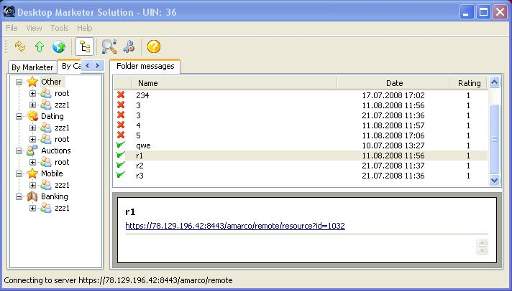 Desktop Marketer Solution - UIN: 36
File View Tools Help
By Marketer By Ca
Folder messages
Other
root
zzz1
Dating
zzz1
root
Auctions
root
Mobile
zzz1
Banking
zzz1
Name Date Rating
234 17.07.2008 17:02 1
3 11.08.2008 11:56 1
3 21.07.2008 11:36 1
4 11.08.2008 11:57 1
5 11.08.2008 17:06 1
qwe 10.07.2008 13:27 1
r1 11.08.2008 11:56 1
r2 21.07.2008 11:37 1
r3 21.07.2008 11:36 1
r1
https://78.129.196.42:8443/amarco/remote/resource?id=1032
Connecting to server https://78.129.196.42:8443/amarco/remote